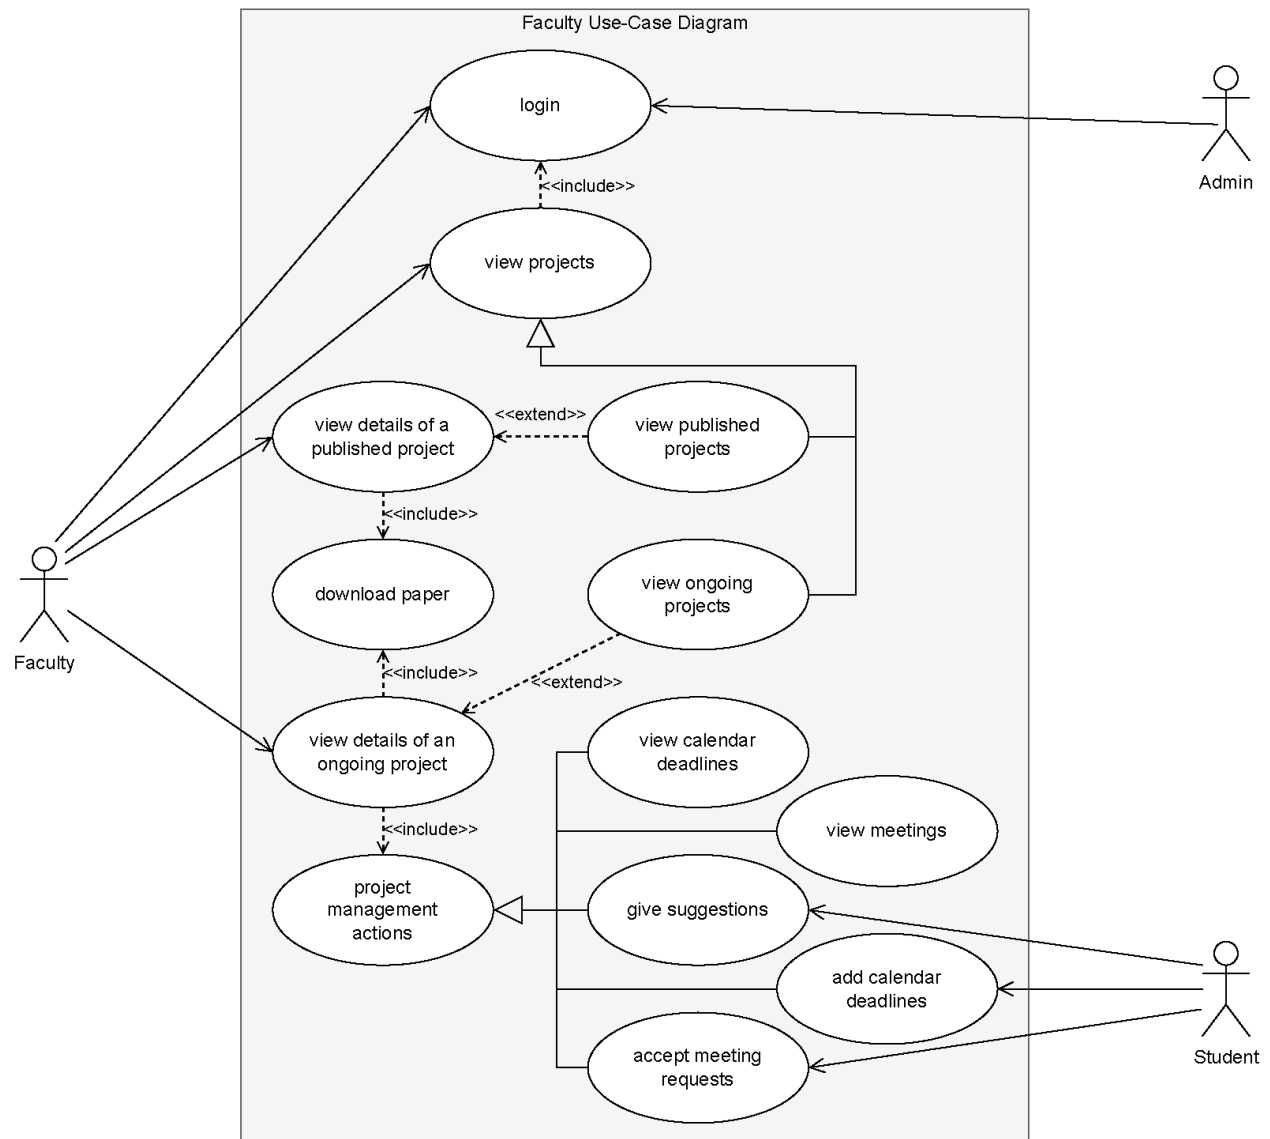 Faculty Use-Case Diagram
login
Admin
<<include>>
view projects
view details of a
published project
<<extend>>
view published
projects
<<include>>
download paper
view ongoing
projects
Faculty
<<include>>
<<extend>>
view details of an
ongoing project
view calendar
deadlines
view meetings
<<include>>
project
management
actions
give suggestions
add calendar
deadlines
accept meeting
requests
Student